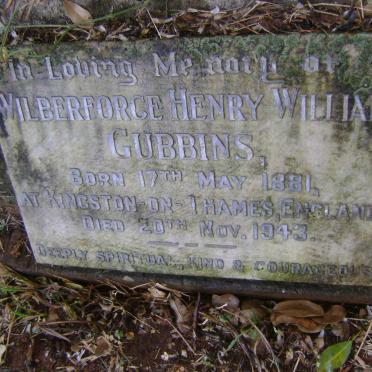 In Loving Memory of
WILBERFORCE HENRY WILLIAM
GUBBINS,
BORN 17TH MAY 1881,
AT KINGSTON-ON-THAMES, ENGLAND
DIED 20TH NOV. 1943.
DEEPLY SPIRITUAL, KIND & COURAGEOUS